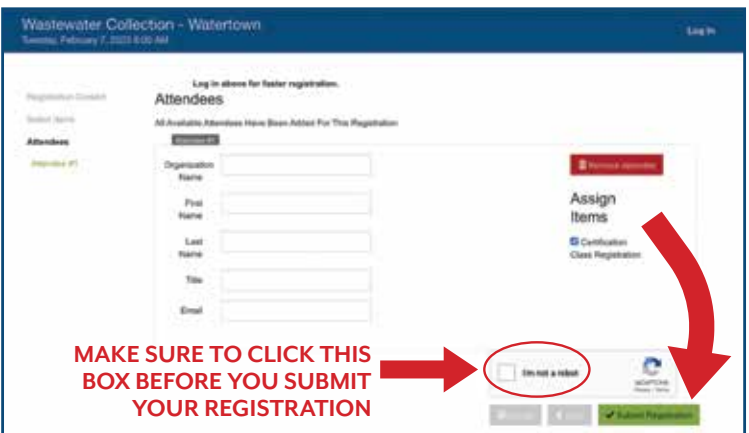 Wastewater Collection - Watertown
Tuesday, February 7, 2023 8:00 AM
Log In
Log in above for faster registration.
Registration Contact
Select Items
Attendees
Attendee #1
Attendees
All Available Attendees Have Been Added For This Registration
Attendee #1
Organization
Name
First
Name
Last
Name
Title
Email
Remove Attendee
Assign
Items
Certification
Class Registration
MAKE SURE TO CLICK THIS
BOX BEFORE YOU SUBMIT
YOUR REGISTRATION
I'm not a robot
reCAPTCHA
Privacy - Terms
Submit Registration